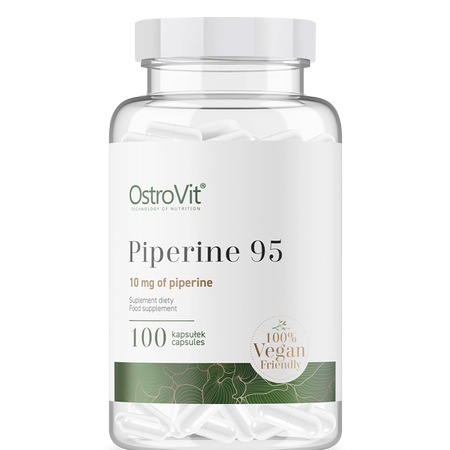 OstroVit®
TECHNOLOGY OF NUTRITION
Piperine 95
10 mg of piperine
Suplement diety
Food supplement
100 kapsułek
capsules
100%
Vegan
Friendly